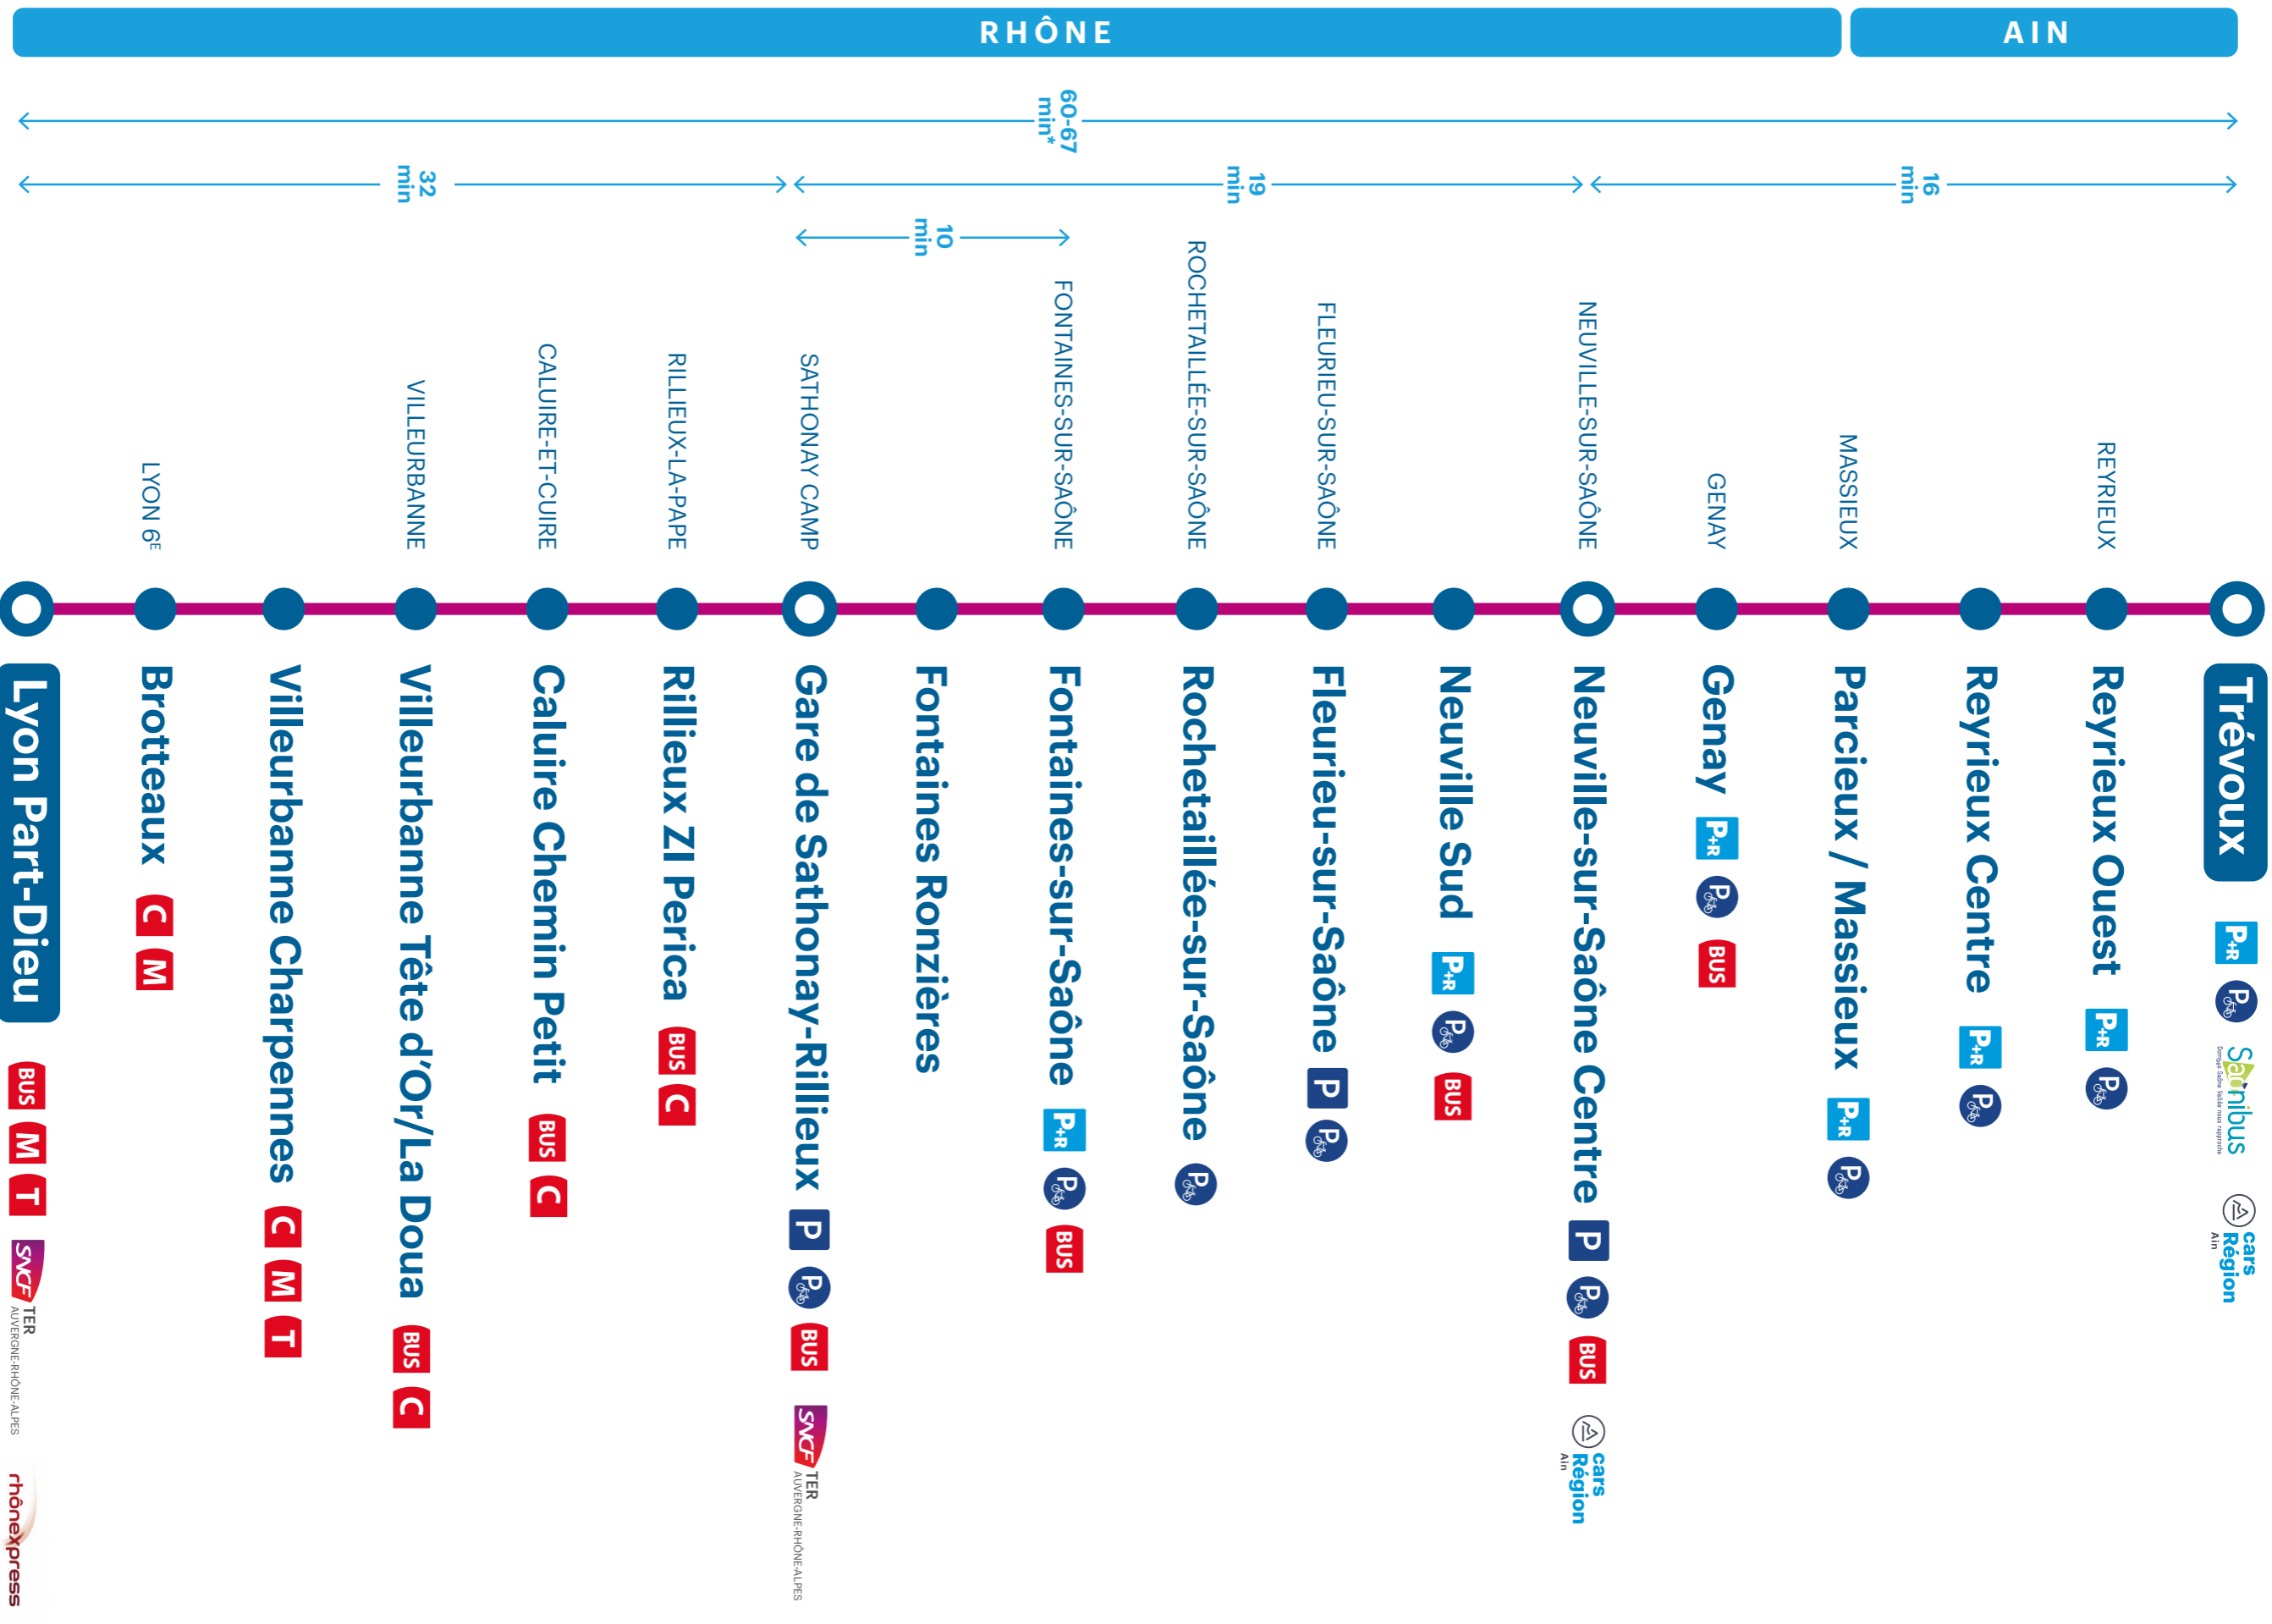 RHÔNE
AIN
60-67
min*
32
min
19
min
16
min
10
min
LYON 6E
VILLEURBANNE
CALUIRE-ET-CUIRE
RILLIEUX-LA-PAPE
SATHONAY CAMP
FONTAINES-SUR-SAÔNE
ROCHETAILLÉE-SUR-SAÔNE
FLEURIEU-SUR-SAÔNE
NEUVILLE-SUR-SAÔNE
GENAY
MASSIEUX
REYRIEUX
Trévoux P+R P Saônibus
Dombes Saône Vallée nous rapproche
cars
Région
Ain
Reyrieux Ouest P+R P
Reyrieux Centre P+R P
Parcieux / Massieux P+R P
Genay P+R P BUS
Neuville-sur-Saône Centre P P BUS
cars
Région
Ain
Neuville Sud P+R P BUS
Fleurieu-sur-Saône P P
Rochetaillée-sur-Saône P
Fontaines-sur-Saône P+R P BUS
Fontaines Ronzières
Gare de Sathonay-Rillieux P P BUS SNCF TER
AUVERGNE-RHÔNE-ALPES
Rillieux ZI Perica BUS C
Caluire Chemin Petit BUS C
Villeurbanne Tête d'Or/La Doua BUS C
Villeurbanne Charpennes C M T
Brotteaux C M
Lyon Part-Dieu BUS M T SNCF TER
AUVERGNE-RHÔNE-ALPES
rhônexpress